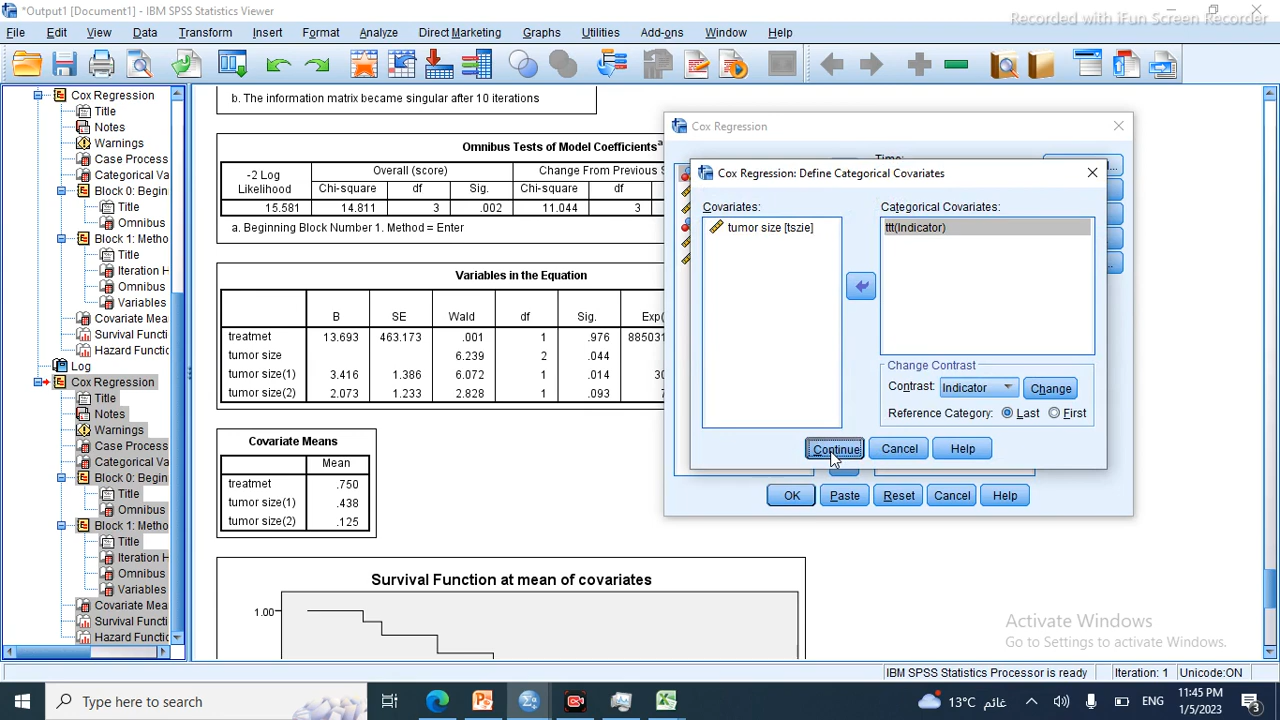 *Output1 [Document1] - IBM SPSS Statistics Viewer
Recorded with iFun Screen Recorder
File Edit View Data Transform Insert Format Analyze Direct Marketing Graphs Utilities Add-ons Window Help
Cox Regression
Title
Notes
Warnings
Case Process
Categorical Va
Block 0: Begin
Title
Omnibus
Block 1: Metho
Title
Iteration H
Omnibus
Variables
Covariate Mea
Survival Functi
Hazard Functio
Log
Cox Regression
Title
Notes
Warnings
Case Process
Categorical Va
Block 0: Begin
Title
Omnibus
Block 1: Metho
Title
Iteration H
Omnibus
Variables
Covariate Mea
Survival Functi
Hazard Functio
b. The information matrix became singular after 10 iterations
Omnibus Tests of Model Coefficientsa
-2 Log Likelihood Overall (score) Change From Previous S
Chi-square df Sig. Chi-square df
15.581 14.811 3 .002 11.044 3
a. Beginning Block Number 1. Method = Enter
Variables in the Equation
B SE Wald df Sig. Exp(
treatmet 13.693 463.173 .001 1 .976 885031
tumor size 6.239 2 .044
tumor size(1) 3.416 1.386 6.072 1 .014 30
tumor size(2) 2.073 1.233 2.828 1 .093 7
Covariate Means
Mean
treatmet .750
tumor size(1) .438
tumor size(2) .125
Survival Function at mean of covariates
1.00
Cox Regression
Time:
Cox Regression: Define Categorical Covariates
Covariates:
tumor size [tszie]
Categorical Covariates:
ttt(Indicator)
Change Contrast
Contrast: Indicator Change
Reference Category: Last First
Continue Cancel Help
OK Paste Reset Cancel Help
Activate Windows
Go to Settings to activate Windows.
IBM SPSS Statistics Processor is ready Iteration: 1 Unicode:ON
Type here to search
13°C غائم
ENG
11:45 PM
1/5/2023
3